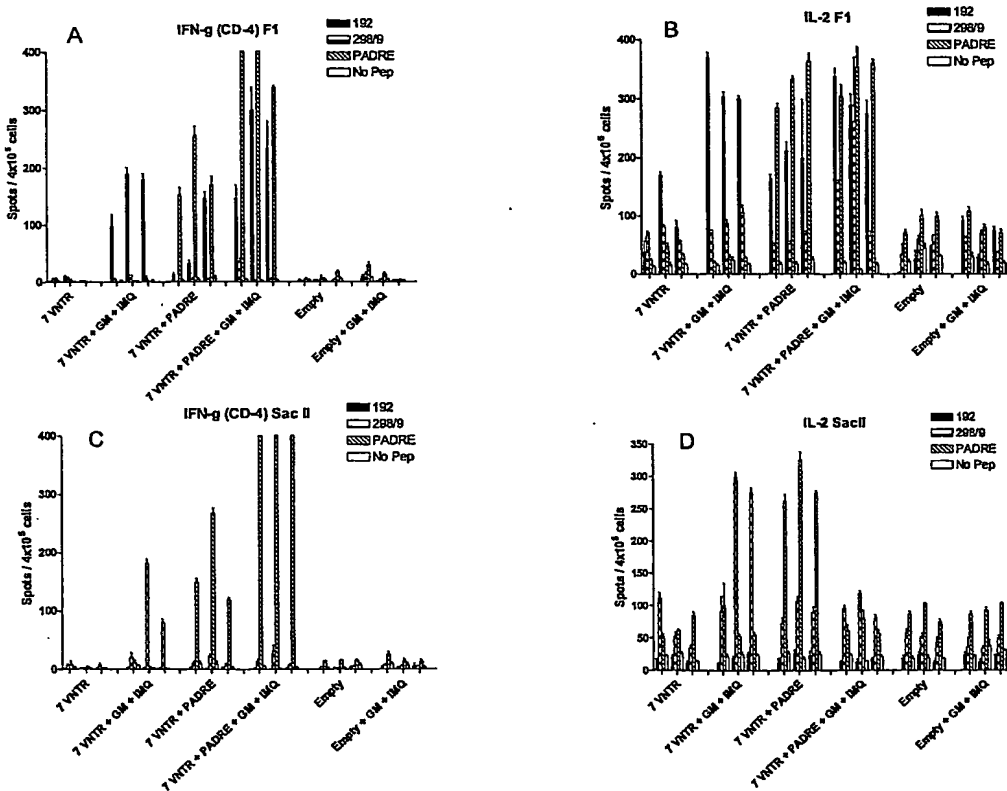 A
IFN-g (CD-4) F1
192
298/9
PADRE
No Pep
Spots / 4x10⁶ cells
400
300
200
100
0
7 VNTR
7 VNTR + GM + IMQ
7 VNTR + PADRE
7 VNTR + PADRE + GM + IMQ
Empty
Empty + GM + IMQ
B
IL-2 F1
192
298/9
PADRE
No Pep
Spots / 4x10⁶ cells
400
300
200
100
0
7 VNTR
7 VNTR + GM + IMQ
7 VNTR + PADRE
7 VNTR + PADRE + GM + IMQ
Empty
Empty + GM + IMQ
C
IFN-g (CD-4) Sac II
192
298/9
PADRE
No Pep
Spots / 4x10⁶ cells
400
300
200
100
0
7 VNTR
7 VNTR + GM + IMQ
7 VNTR + PADRE
7 VNTR + PADRE + GM + IMQ
Empty
Empty + GM + IMQ
D
IL-2 SacII
192
298/9
PADRE
No Pep
Spots / 4x10⁶ cells
350
300
250
200
150
100
50
0
7 VNTR
7 VNTR + GM + IMQ
7 VNTR + PADRE
7 VNTR + PADRE + GM + IMQ
Empty
Empty + GM + IMQ